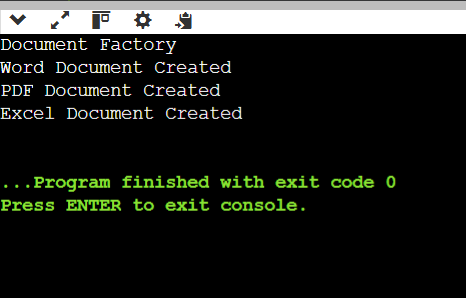 Document Factory
Word Document Created
PDF Document Created
Excel Document Created
...Program finished with exit code 0
Press ENTER to exit console.